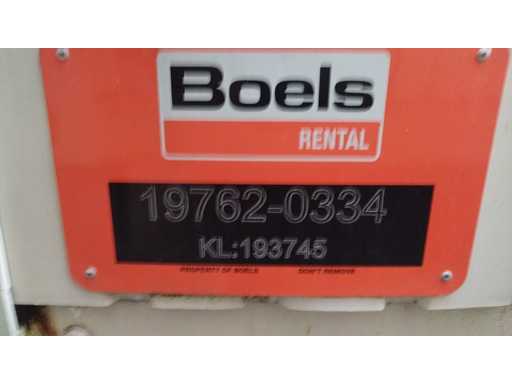 Boels
RENTAL
19762-0334
KL:193745
PROPERTY OF BOELS DON'T REMOVE